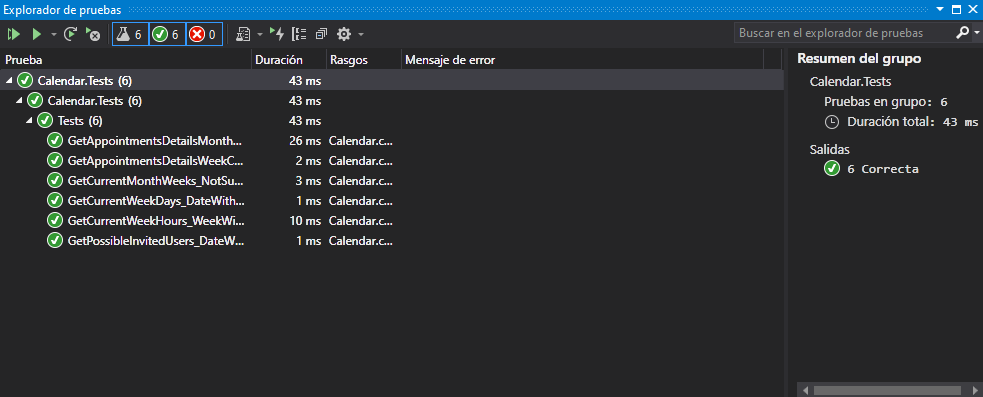 Explorador de pruebas
6 6 0
Buscar en el explorador de pruebas
Prueba Duración Rasgos Mensaje de error
Calendar.Tests (6) 43 ms
Calendar.Tests (6) 43 ms
Tests (6) 43 ms
GetAppointmentsDetailsMonth... 26 ms Calendar.c...
GetAppointmentsDetailsWeekC... 2 ms Calendar.c...
GetCurrentMonthWeeks_NotSu... 3 ms Calendar.c...
GetCurrentWeekDays_DateWith... 1 ms Calendar.c...
GetCurrentWeekHours_WeekWi... 10 ms Calendar.c...
GetPossibleInvitedUsers_DateW... 1 ms Calendar.c...
Resumen del grupo
Calendar.Tests
Pruebas en grupo: 6
Duración total: 43 ms
Salidas
6 Correcta